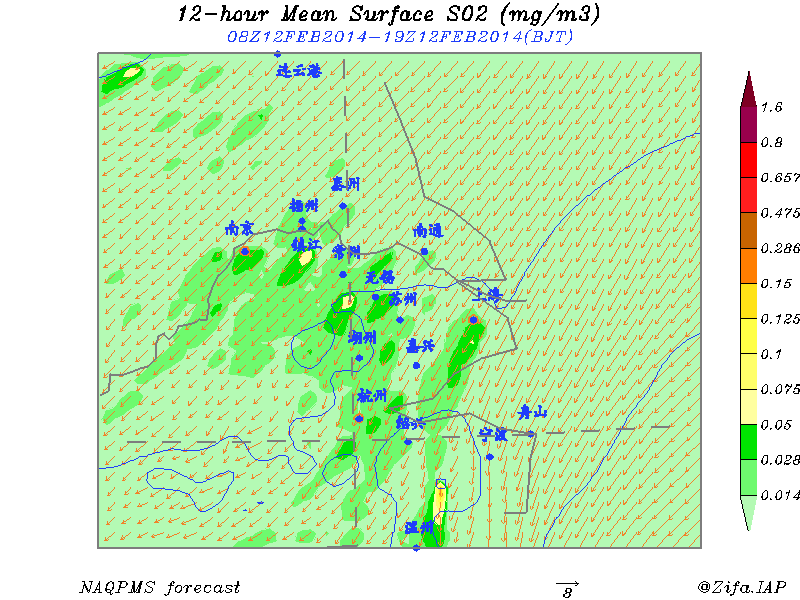 12-hour Mean Surface SO2 (mg/m3)
08Z12FEB2014-19Z12FEB2014(BJT)
连云港
泰州
扬州
南京
南通
镇江
常州
无锡
苏州
上海
湖州
嘉兴
杭州
舟山
绍兴
宁波
温州
1.6
0.8
0.657
0.475
0.286
0.15
0.125
0.1
0.075
0.05
0.028
0.014
NAQPMS forecast
8
@Zifa.IAP